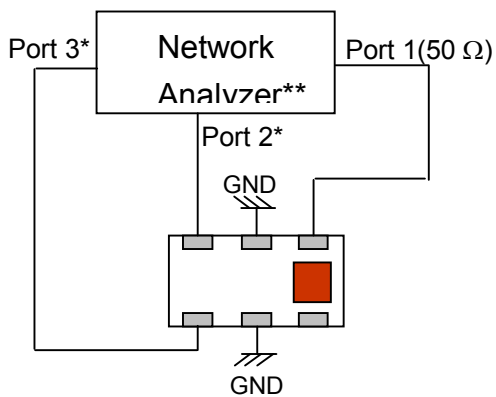 Port 3*
Network
Analyzer**
Port 1(50 Ω)
Port 2*
GND
GND